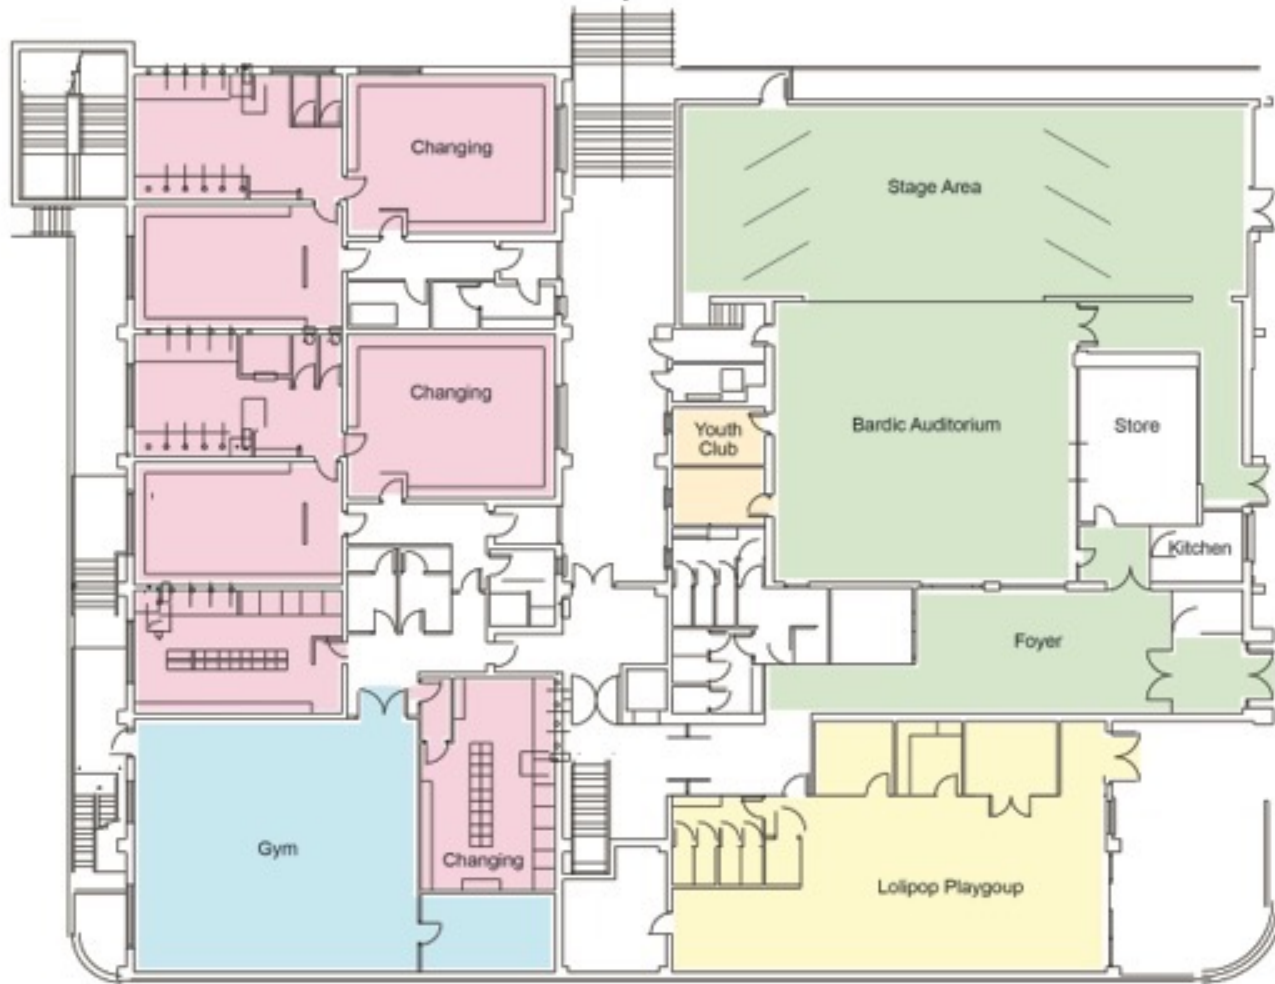 Changing
Stage Area
Changing
Youth
Club
Bardic Auditorium
Store
Kitchen
Foyer
Gym
Changing
Lolipop Playgoup